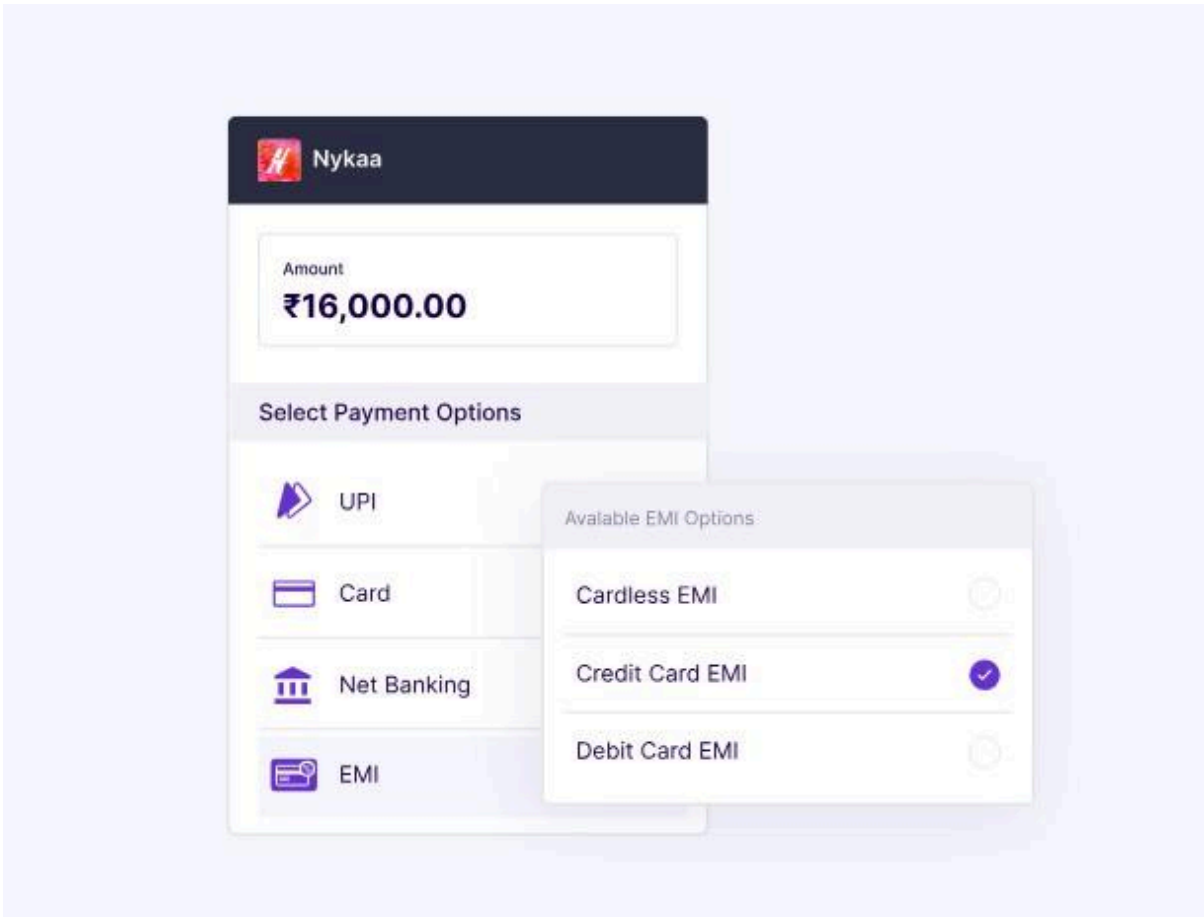 Nykaa
Amount
₹16,000.00
Select Payment Options
UPI
Card
Net Banking
EMI
Avalable EMI Options
Cardless EMI
Credit Card EMI
Debit Card EMI